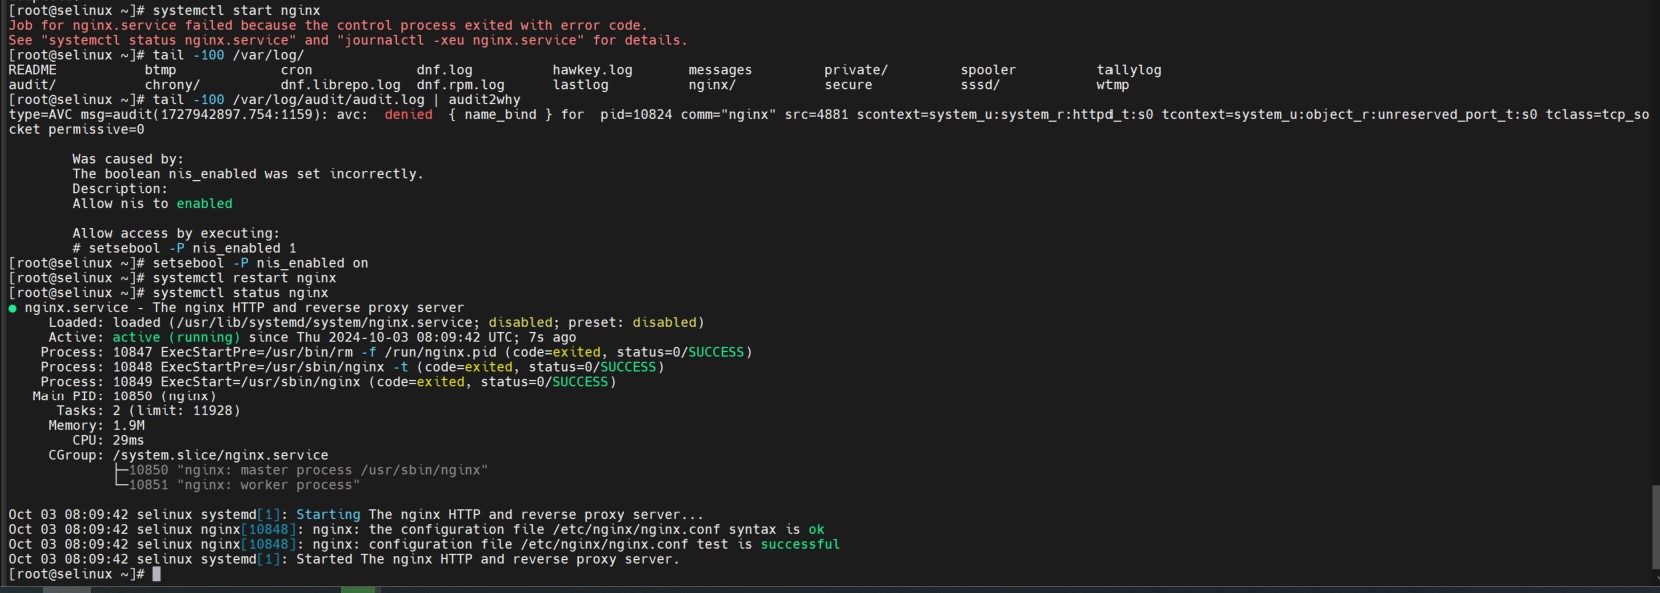 [root@selinux ~]# systemctl start nginx
Job for nginx.service failed because the control process exited with error code.
See "systemctl status nginx.service" and "journalctl -xeu nginx.service" for details.
[root@selinux ~]# tail -100 /var/log/
README           btmp             cron             dnf.log          hawkey.log       messages         private/         spooler          tallylog
audit/           chrony/          dnf.librepo.log  dnf.rpm.log      lastlog          nginx/           secure           sssd/            wtmp
[root@selinux ~]# tail -100 /var/log/audit/audit.log | audit2why
type=AVC msg=audit(1727942897.754:1159): avc:  denied  { name_bind } for  pid=10824 comm="nginx" src=4881 scontext=system_u:system_r:httpd_t:s0 tcontext=system_u:object_r:unreserved_port_t:s0 tclass=tcp_so
cket permissive=0
        Was caused by:
        The boolean nis_enabled was set incorrectly.
        Description:
        Allow nis to enabled
        Allow access by executing:
        # setsebool -P nis_enabled 1
[root@selinux ~]# setsebool -P nis_enabled on
[root@selinux ~]# systemctl restart nginx
[root@selinux ~]# systemctl status nginx
● nginx.service - The nginx HTTP and reverse proxy server
     Loaded: loaded (/usr/lib/systemd/system/nginx.service; disabled; preset: disabled)
     Active: active (running) since Thu 2024-10-03 08:09:42 UTC; 7s ago
    Process: 10847 ExecStartPre=/usr/bin/rm -f /run/nginx.pid (code=exited, status=0/SUCCESS)
    Process: 10848 ExecStartPre=/usr/sbin/nginx -t (code=exited, status=0/SUCCESS)
    Process: 10849 ExecStart=/usr/sbin/nginx (code=exited, status=0/SUCCESS)
   Main PID: 10850 (nginx)
      Tasks: 2 (limit: 11928)
     Memory: 1.9M
        CPU: 29ms
     CGroup: /system.slice/nginx.service
             ├─10850 "nginx: master process /usr/sbin/nginx"
             └─10851 "nginx: worker process"
Oct 03 08:09:42 selinux systemd[1]: Starting The nginx HTTP and reverse proxy server...
Oct 03 08:09:42 selinux nginx[10848]: nginx: the configuration file /etc/nginx/nginx.conf syntax is ok
Oct 03 08:09:42 selinux nginx[10848]: nginx: configuration file /etc/nginx/nginx.conf test is successful
Oct 03 08:09:42 selinux systemd[1]: Started The nginx HTTP and reverse proxy server.
[root@selinux ~]#